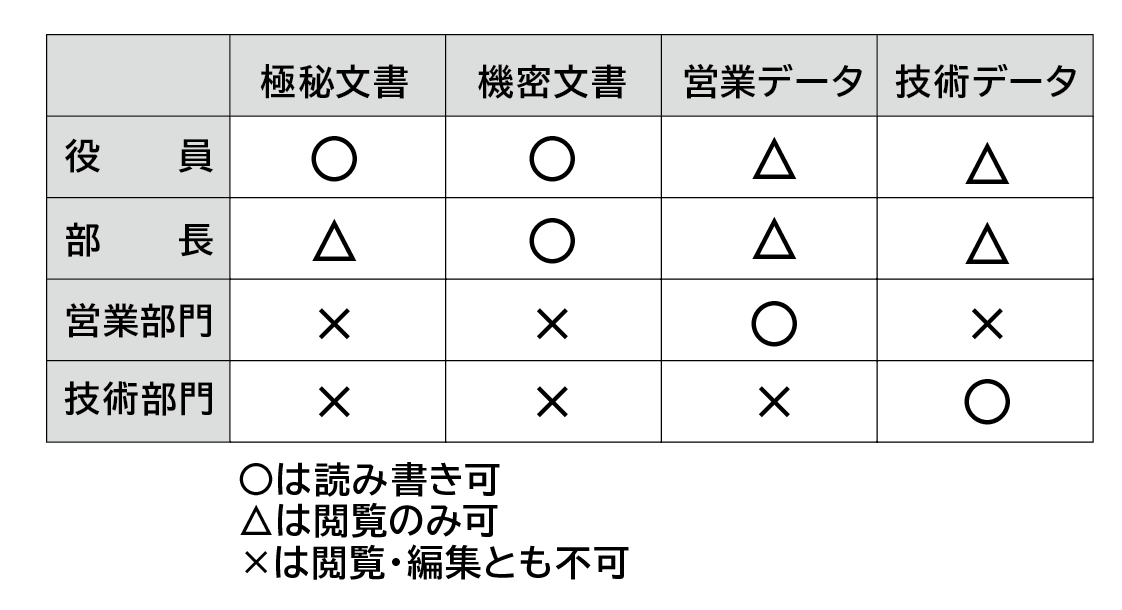 極秘文書 機密文書 営業データ 技術データ
役員 ○ ○ △ △
部長 △ ○ △ △
営業部門 × × ○ ×
技術部門 × × × ○
○は読み書き可
△は閲覧のみ可
×は閲覧・編集とも不可